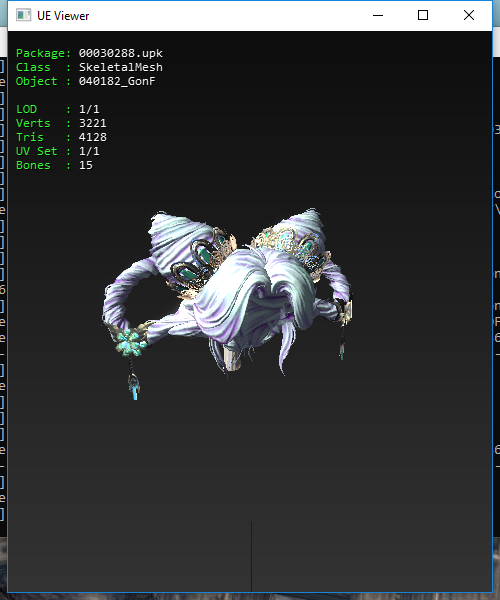 UE Viewer
Package: 00030288.upk
Class : SkeletalMesh
Object : 040182_GonF
LOD : 1/1
Verts : 3221
Tris : 4128
UV Set : 1/1
Bones : 15